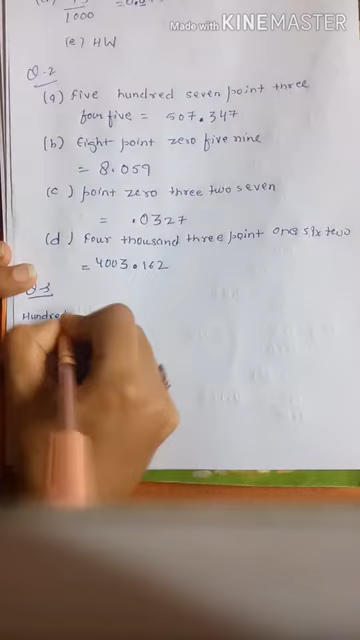 Made with KINEMASTER
1000
(e) HW
Q-2
(a) five hundred seven point three
four five = 507.347
(b) Eight point zero five nine
= 8.059
(c) point zero three two seven
= .0327
(d) four thousand three point one six two
= 4003.162
Q-3
Hundred